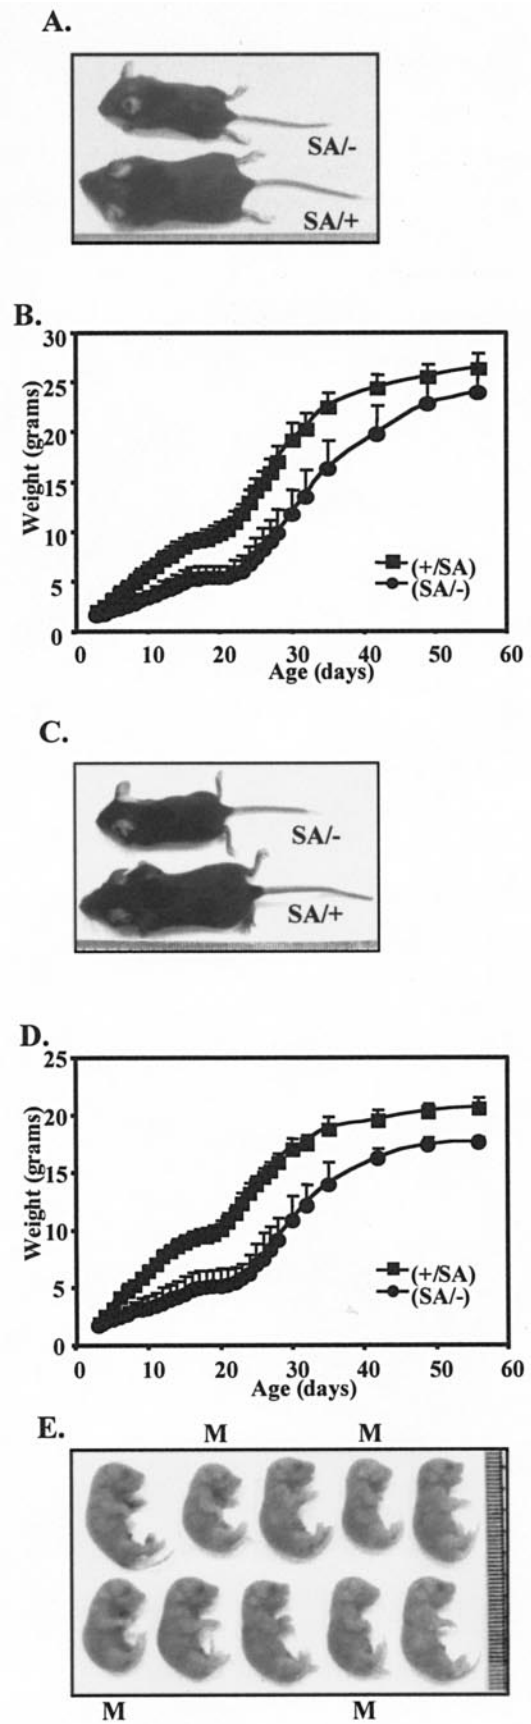 A.
SA/-
SA/+
B.
30
25
20
15
10
5
0
Weight (grams)
(+/SA)
(SA/-)
0 10 20 30 40 50 60
Age (days)
C.
SA/-
SA/+
D.
25
20
15
10
5
0
Weight (grams)
(+/SA)
(SA/-)
0 10 20 30 40 50 60
Age (days)
E.
M M
M M